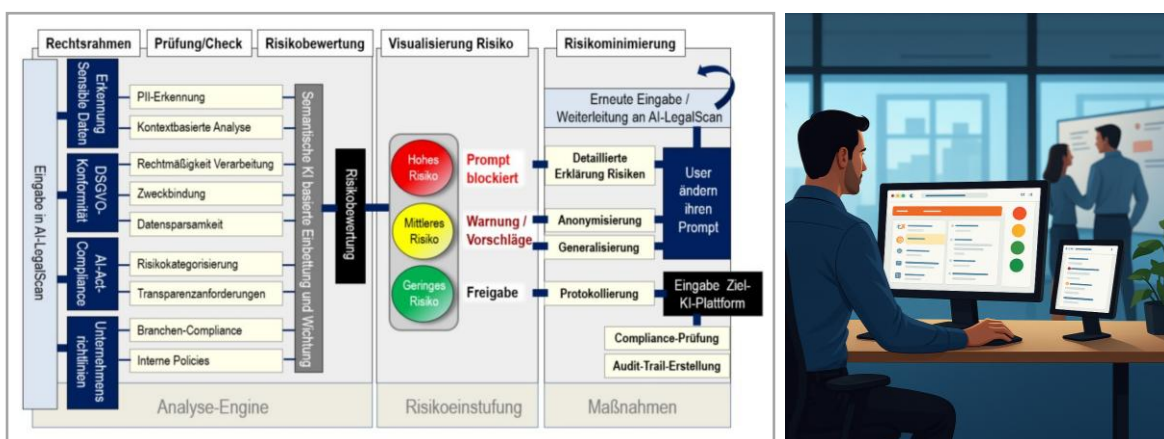 Rechtsrahmen
Prüfung/Check
Risikobewertung
Visualisierung Risiko
Risikominimierung
Eingabe in AI-LegalScan
Erkennung
Sensible Daten
PII-Erkennung
Kontextbasierte Analyse
DSGVO-
Konformität
Rechtmäßigkeit Verarbeitung
Zweckbindung
Datensparsamkeit
AI-Act-
Compliance
Risikokategorisierung
Transparenzanforderungen
Unternehmens
richtlinien
Branchen-Compliance
Interne Policies
Semantische KI basierte Einbettung und Wichtung
Risikobewertung
Hohes
Risiko
Prompt
blockiert
Mittleres
Risiko
Warnung /
Vorschläge
Geringes
Risiko
Freigabe
Erneute Eingabe /
Weiterleitung an AI-LegalScan
Detaillierte
Erklärung Risiken
Anonymisierung
Generalisierung
User
ändern
ihren
Prompt
Protokollierung
Eingabe Ziel-
KI-Plattform
Compliance-Prüfung
Audit-Trail-Erstellung
Analyse-Engine
Risikoeinstufung
Maßnahmen